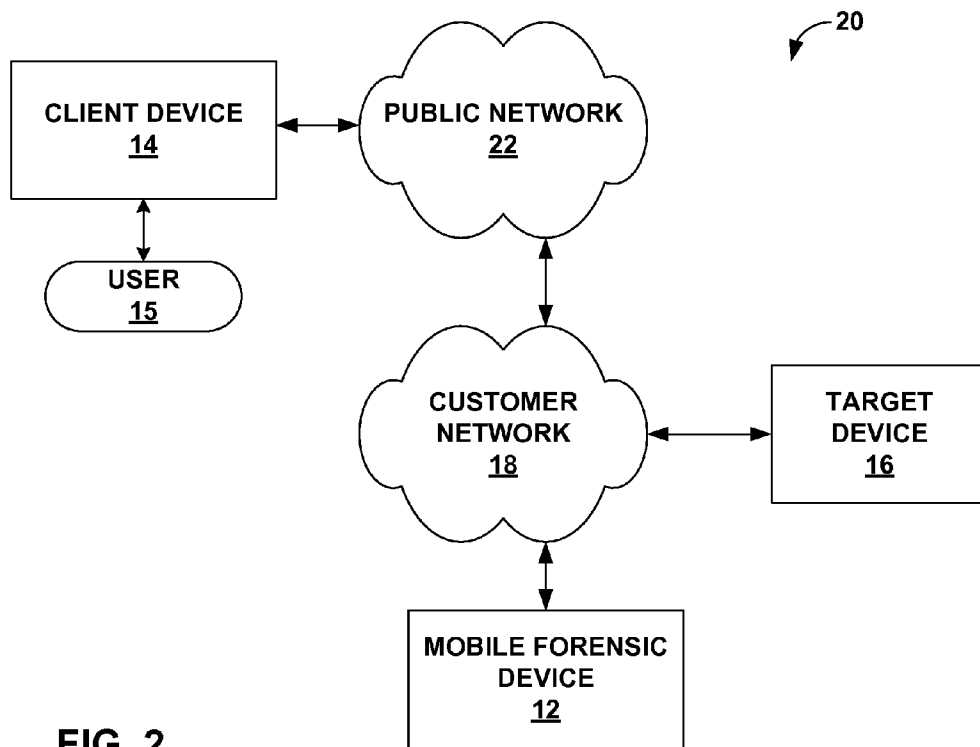 20
CLIENT DEVICE
14
PUBLIC NETWORK
22
USER
15
CUSTOMER
NETWORK
18
TARGET
DEVICE
16
MOBILE FORENSIC
DEVICE
12
FIG. 2